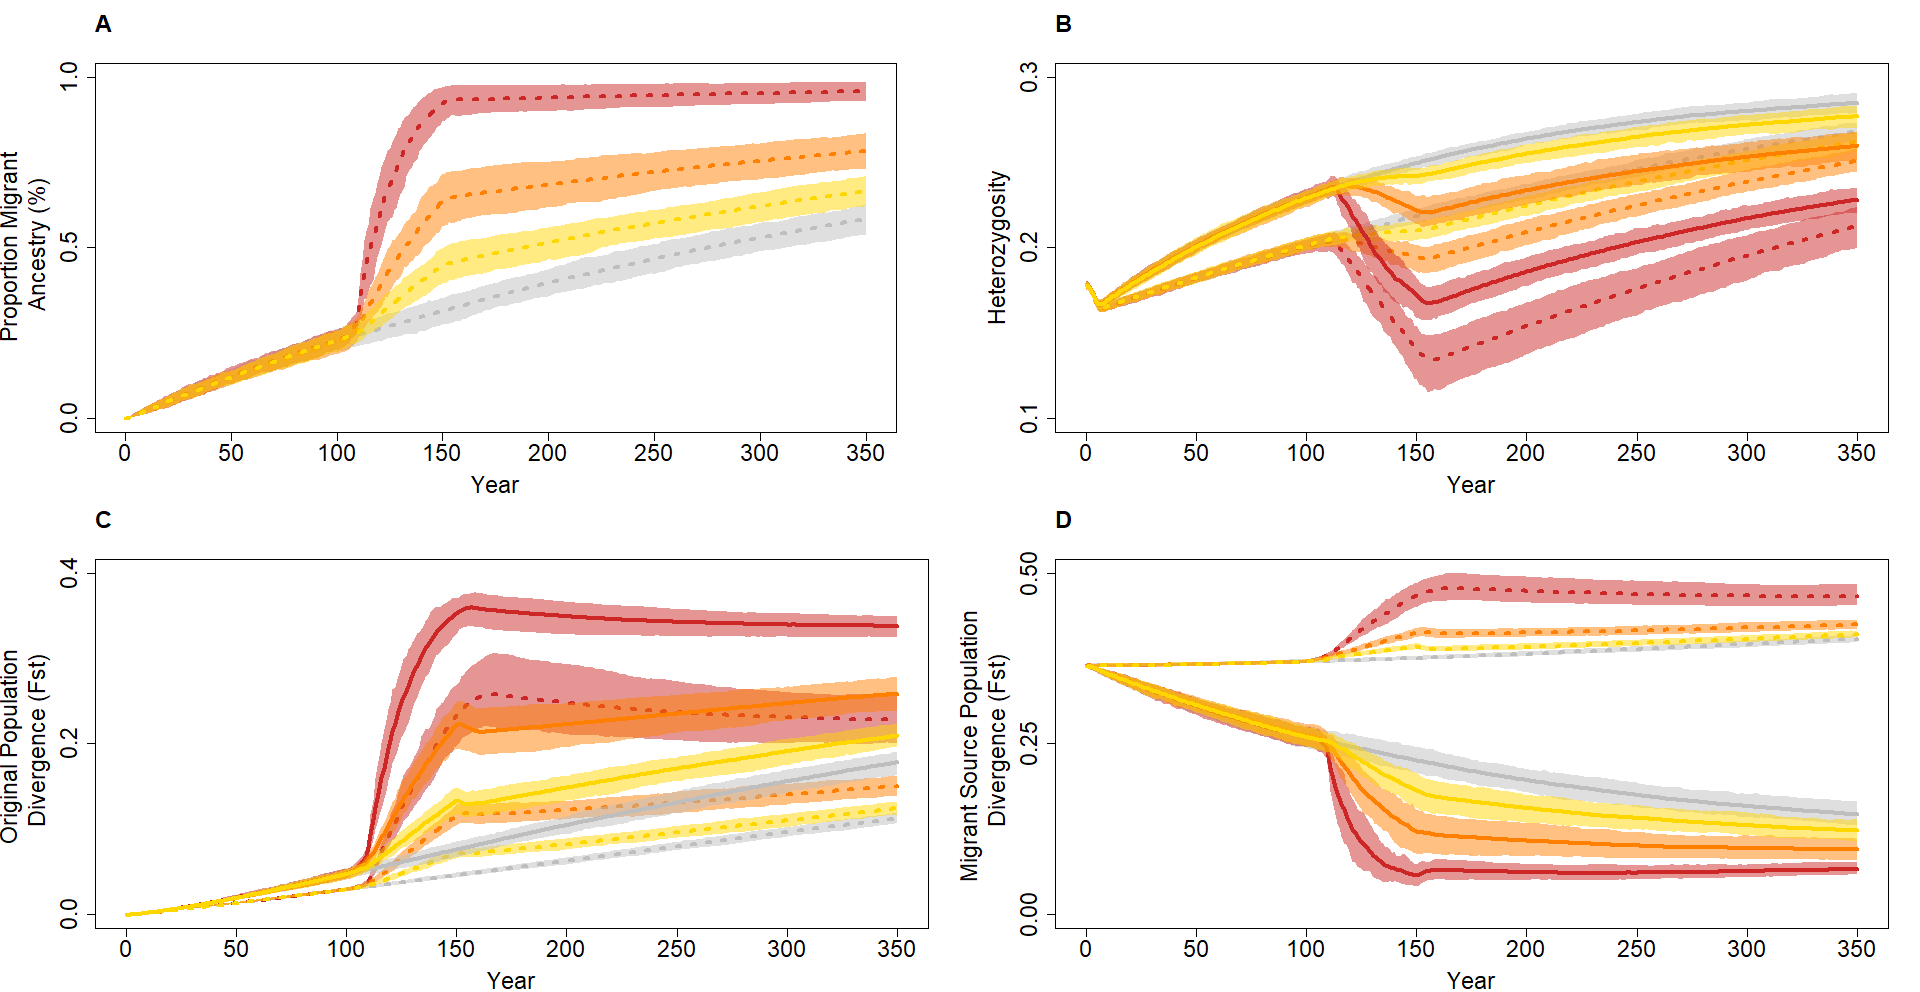 A
1.0
0.5
0.0
Proportion Migrant
Ancestry (%)
0 50 100 150 200 250 300 350
Year
B
0.3
0.2
0.1
Heterozygosity
0 50 100 150 200 250 300 350
Year
C
0.4
0.2
0.0
Original Population
Divergence (Fst)
0 50 100 150 200 250 300 350
Year
D
0.50
0.25
0.00
Migrant Source Population
Divergence (Fst)
0 50 100 150 200 250 300 350
Year